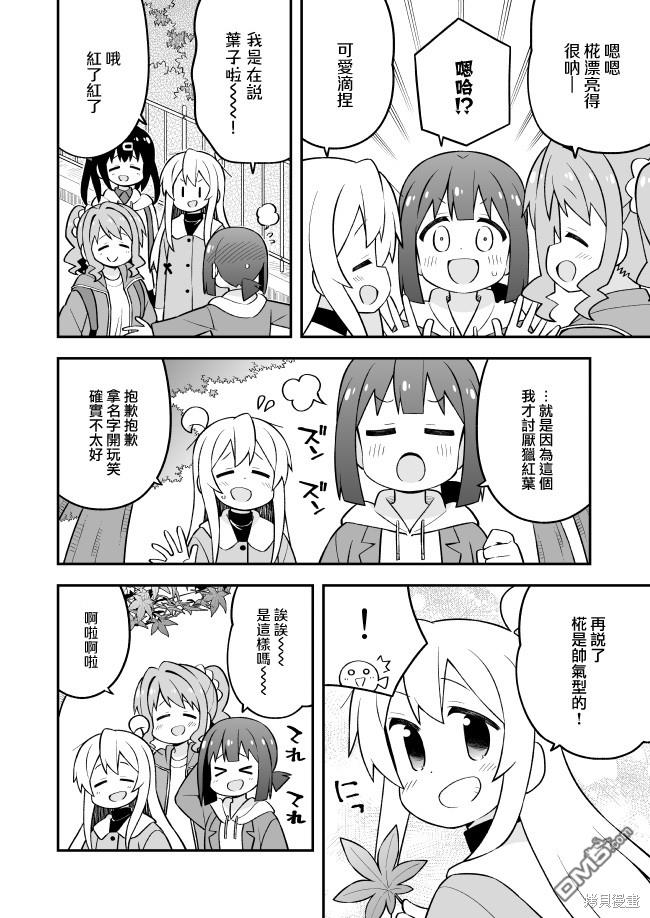 嗯嗯
椛漂亮得
很吶—
嗯哈!?
可愛滴捏
我是在說
葉子啦~~~!
哦
紅了紅了
…就是因為這個
我才討厭獵紅葉
ズン
ズン
抱歉抱歉
拿名字開玩笑
確實不太好
再說了
椛是帥氣型的!
!
にっ
誒誒~~
是這樣嗎~~~
てれ
てれ
啊啦啊啦
DM5.COM
拷貝漫畫